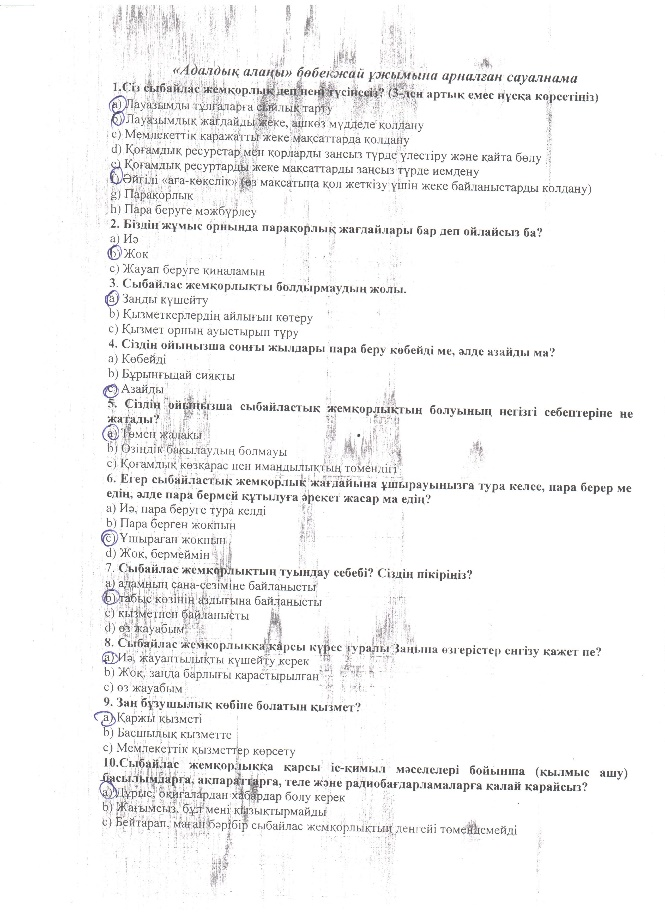 «Адалдық алаңы» бөбекжай ұжымына арналған сауалнама
1.Сіз сыбайлас жемқорлық деп нені түсінесіз? (3-ден артық емес нұсқа көрсетіңіз)
a) Лауазымды тұлғаларға сыйлық тарту
b) Лауазымдық жағдайды жеке, ашкөз мүдделе қолдану
c) Мемлекеттік қаражатты жеке мақсаттарда қолдану
d) Қоғамдық ресурстар мен қорларды заңсыз түрде үлестіру және қайта бөлу
e) Қоғамдық ресуртарды жеке мақсаттарды заңсыз түрде иемдену
f) Әйгілі «аға-көкелік» (өз мақсатыңа қол жеткізу үшін жеке байланыстарды қолдану)
g) Парақорлық
h) Пара беруге мәжбүрлеу
2. Біздің жұмыс орнында парақорлық жағдайлары бар деп ойлайсыз ба?
a) Иә
b) Жоқ
c) Жауап беруге қиналамын
3. Сыбайлас жемқорлықты болдырмаудың жолы.
a) Заңды күшейту
b) Қызметкерлердің айлығын көтеру
c) Қызмет орнын ауыстырып тұру
4. Сіздің ойыңызша соңғы жылдары пара беру көбейді ме, әлде азайды ма?
a) Көбейді
b) Бұрынғыдай сияқты
c) Азайды
5. Сіздің ойыңызша сыбайластық жемқорлықтың болуының негізгі себептеріне не
жатады?
a) Төмен жалақы
b) Өзіндік бақылаудың болмауы
c) Қоғамдық көзқарас пен имандылықтың төмендігі
6. Егер сыбайластық жемқорлық жағдайына ұшырауыңызға тура келсе, пара берер ме
едің, әлде пара бермей құтылуға әрекет жасар ма едің?
a) Иә, пара беруге тура келді
b) Пара берген жоқпын
c) Ұшыраған жоқпын
d) Жоқ, бермеймін
7. Сыбайлас жемқорлықтың туындау себебі? Сіздің пікіріңіз?
a) адамның сана-сезіміне байланысты
b) табыс көзінің аздығына байланысты
c) қызметпен байланысты
d) өз жауабым
8. Сыбайлас жемқорлыққа қарсы күрес туралы Заңына өзгерістер енгізу қажет пе?
a) Иә, жауаптылықты күшейту керек
b) Жоқ, заңда барлығы қарастырылған
c) өз жауабым
9. Заң бұзушылық көбіне болатын қызмет?
a) Қаржы қызметі
b) Басшылық қызметте
c) Мемлекеттік қызметтер көрсету
10.Сыбайлас жемқорлыққа қарсы іс-қимыл мәселелері бойынша (қылмыс ашу)
басылымдарға, ақпараттарға, теле және радиобағдарламаларға қалай қарайсыз?
a) Дұрыс, оқиғалардан хабардар болу керек
b) Жағымсыз, бұл мені қызықтырмайды
c) Бейтарап, маған бәрібір сыбайлас жемқорлықтың деңгейі төмендемейді